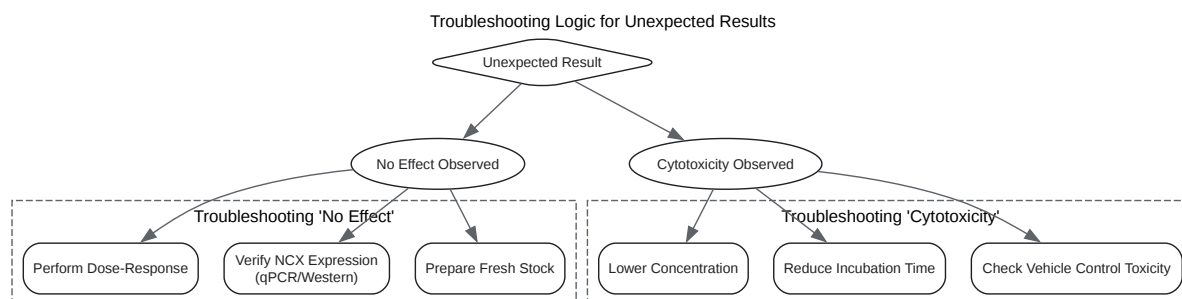 Troubleshooting Logic for Unexpected Results
Unexpected Result
No Effect Observed
Cytotoxicity Observed
Troubleshooting 'No Effect'
Troubleshooting 'Cytotoxicity'
Perform Dose-Response
Verify NCX Expression
(qPCR/Western)
Prepare Fresh Stock
Lower Concentration
Reduce Incubation Time
Check Vehicle Control Toxicity